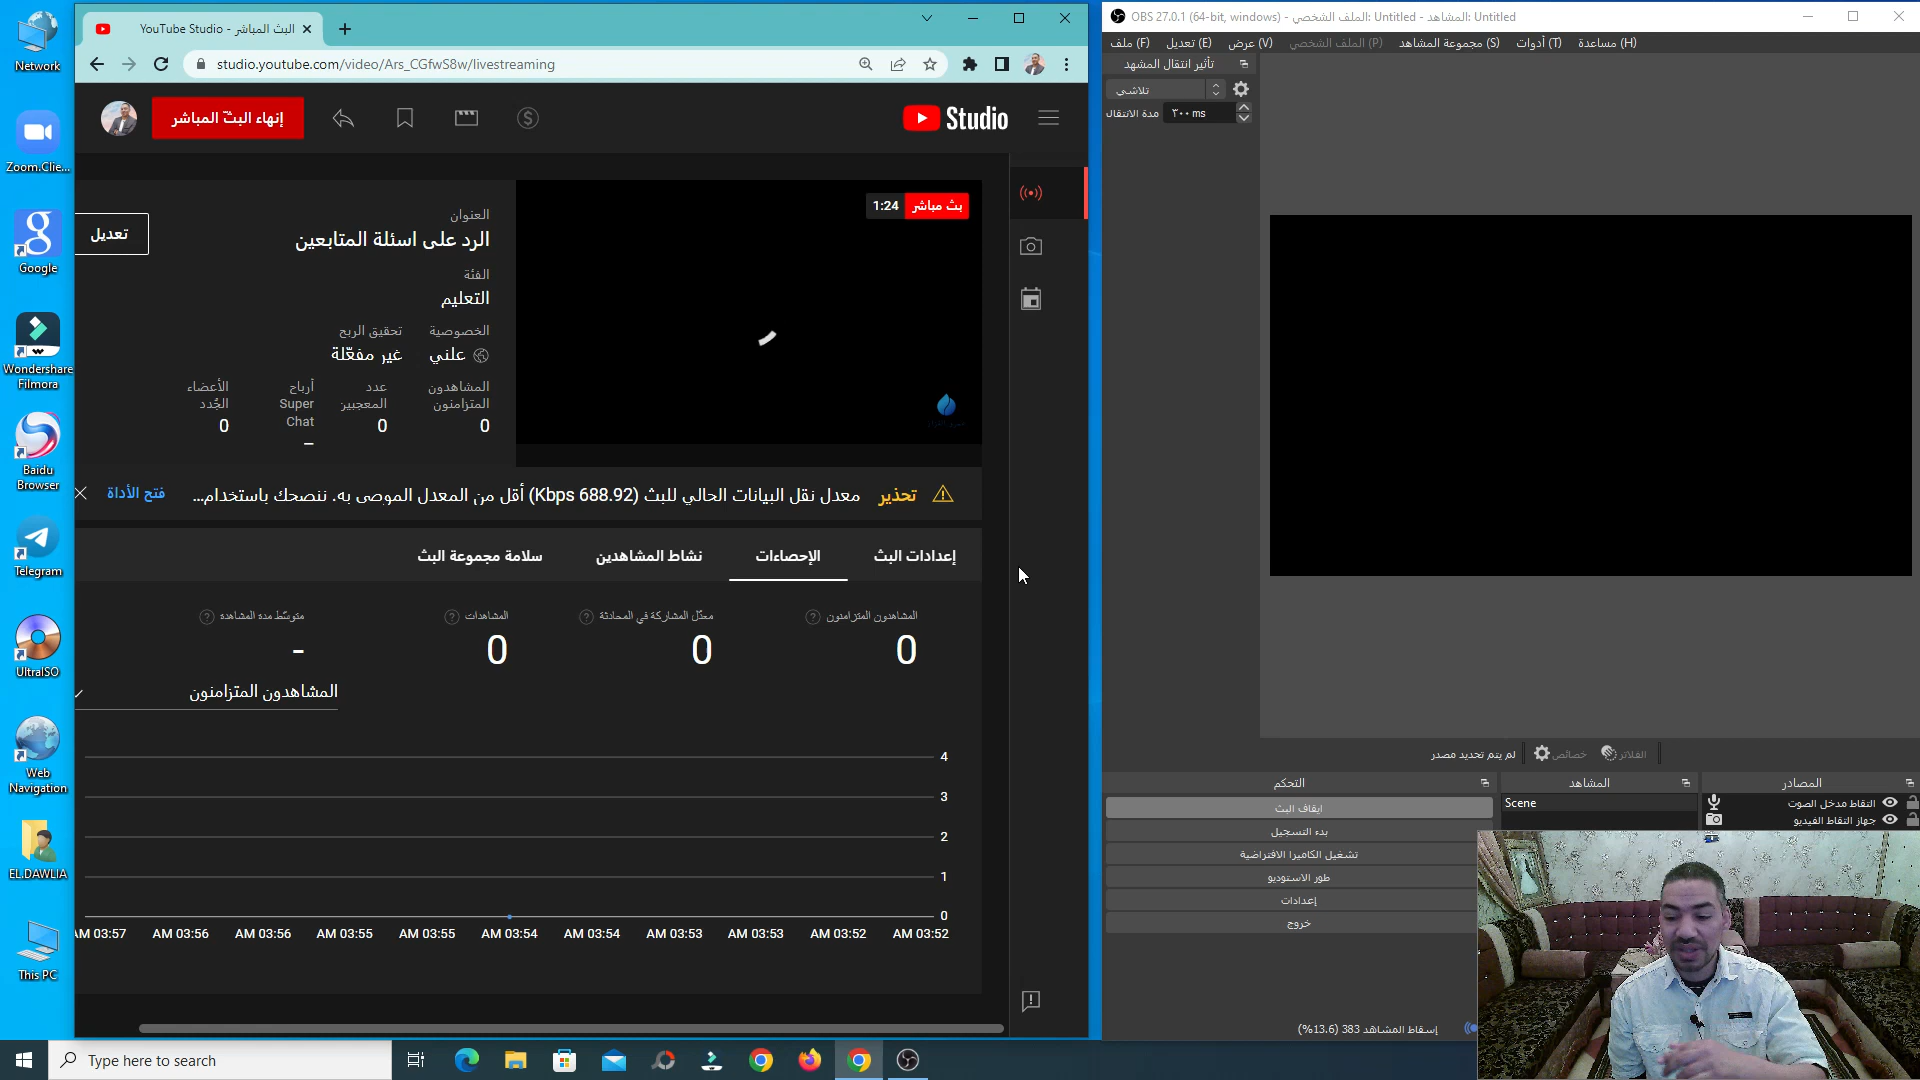 Network
Zoom.Clie...
Google
Wondershare
Filmora
Baidu
Browser
Telegram
UltraISO
Web
Navigation
EL.DAWLIA
This PC
YouTube Studio - البث المباشر
studio.youtube.com/video/Ars_CGfwS8w/livestreaming
إنهاء البثّ المباشر
Studio
بث مباشر
1:24
العنوان
الرد على اسئلة المتابعين
تعديل
الفئة
التعليم
الخصوصية
علني
تحقيق الربح
غير مفعّلة
المشاهدون
المتزامنون
0
عدد
المعجبين
0
أرباح
Super
Chat
–
الأعضاء
الجُدد
0
تحذير
معدل نقل البيانات الحالي للبث (688.92 Kbps) أقل من المعدل الموصى به. ننصحك باستخدام...
فتح الأداة
إعدادات البث
الإحصاءات
نشاط المشاهدين
سلامة مجموعة البث
المشاهدون المتزامنون
0
معدّل المشاركة في المحادثة
0
المشاهدات
0
متوسّط مدة المشاهدة
-
المشاهدون المتزامنون
4
3
2
1
0
AM 03:57
AM 03:56
AM 03:56
AM 03:55
AM 03:55
AM 03:54
AM 03:54
AM 03:53
AM 03:53
AM 03:52
AM 03:52
OBS 27.0.1 (64-bit, windows) - الملف الشخصي: Untitled - المشاهد: Untitled
ملف (F)
تعديل (E)
عرض (V)
الملف الشخصي (P)
مجموعة المشاهد (S)
أدوات (T)
مساعدة (H)
تأثير انتقال المشهد
تلاشي
مدة الانتقال
٣٠٠ ms
لم يتم تحديد مصدر
خصائص
الفلاتر
التحكم
المشاهد
المصادر
ايقاف البث
بدء التسجيل
تشغيل الكاميرا الافتراضية
طور الاستوديو
إعدادات
خروج
Scene
التقاط مدخل الصوت
جهاز التقاط الفيديو
إسقاط المشاهد 383 (13.6%)
Type here to search